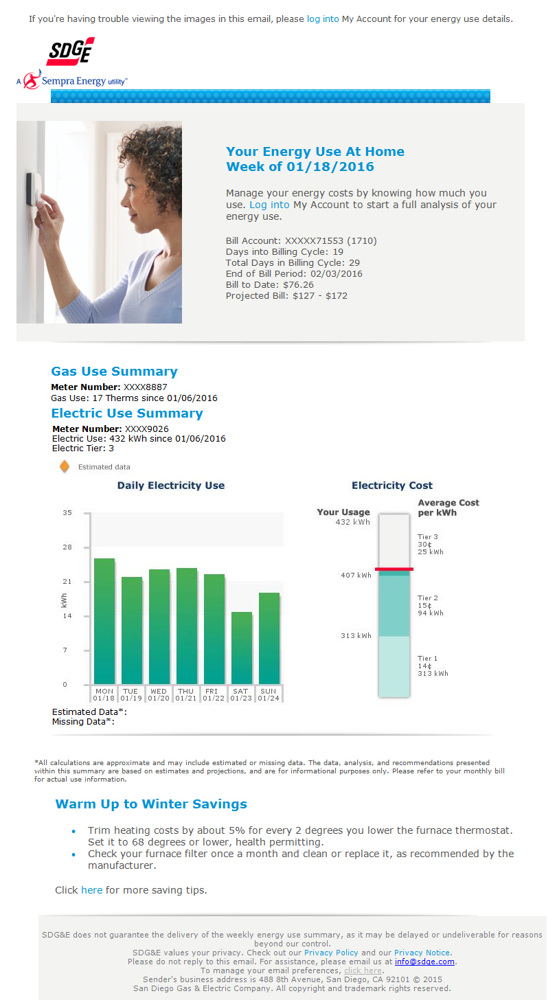 If you're having trouble viewing the images in this email, please log into My Account for your energy use details.
SDGE
A Sempra Energy utility™
Your Energy Use At Home
Week of 01/18/2016
Manage your energy costs by knowing how much you
use. Log into My Account to start a full analysis of your
energy use.
Bill Account: XXXXX71553 (1710)
Days into Billing Cycle: 19
Total Days in Billing Cycle: 29
End of Bill Period: 02/03/2016
Bill to Date: $76.26
Projected Bill: $127 - $172
Gas Use Summary
Meter Number: XXXX8887
Gas Use: 17 Therms since 01/06/2016
Electric Use Summary
Meter Number: XXXX9026
Electric Use: 432 kWh since 01/06/2016
Electric Tier: 3
Estimated data
Daily Electricity Use
35
28
21
14
7
0
kWh
MON TUE WED THU FRI SAT SUN
01/18 01/19 01/20 01/21 01/22 01/23 01/24
Electricity Cost
Your Usage
432 kWh
407 kWh
313 kWh
Average Cost
per kWh
Tier 3
30¢
25 kWh
Tier 2
15¢
94 kWh
Tier 1
14¢
313 kWh
Estimated Data*:
Missing Data*:
*All calculations are approximate and may include estimated or missing data. The data, analysis, and recommendations presented
within this summary are based on estimates and projections, and are for informational purposes only. Please refer to your monthly bill
for actual use information.
Warm Up to Winter Savings
• Trim heating costs by about 5% for every 2 degrees you lower the furnace thermostat.
Set it to 68 degrees or lower, health permitting.
• Check your furnace filter once a month and clean or replace it, as recommended by the
manufacturer.
Click here for more saving tips.
SDG&E does not guarantee the delivery of the weekly energy use summary, as it may be delayed or undeliverable for reasons
beyond our control.
SDG&E values your privacy. Check out our Privacy Policy and our Privacy Notice.
Please do not reply to this email. For assistance, please email us at info@sdge.com.
To manage your email preferences, click here.
Sender's business address is 488 8th Avenue, San Diego, CA 92101 © 2015
San Diego Gas & Electric Company. All copyright and trademark rights reserved.